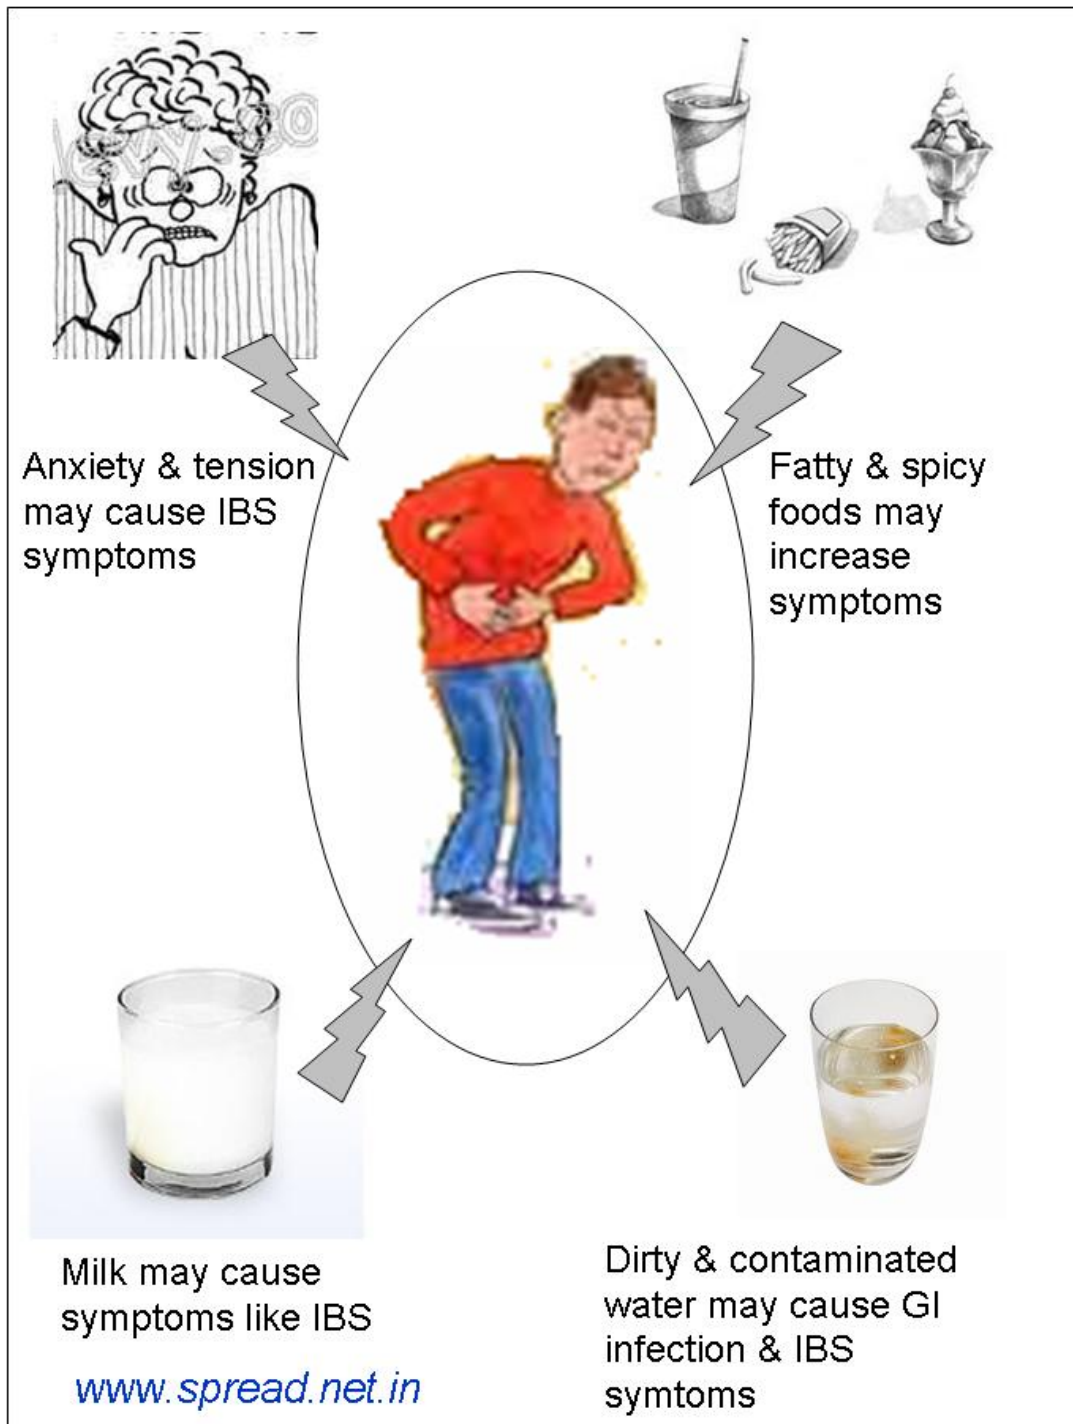 Anxiety & tension
may cause IBS
symptoms
Fatty & spicy
foods may
increase
symptoms
Milk may cause
symptoms like IBS
www.spread.net.in
Dirty & contaminated
water may cause GI
infection & IBS
symtoms